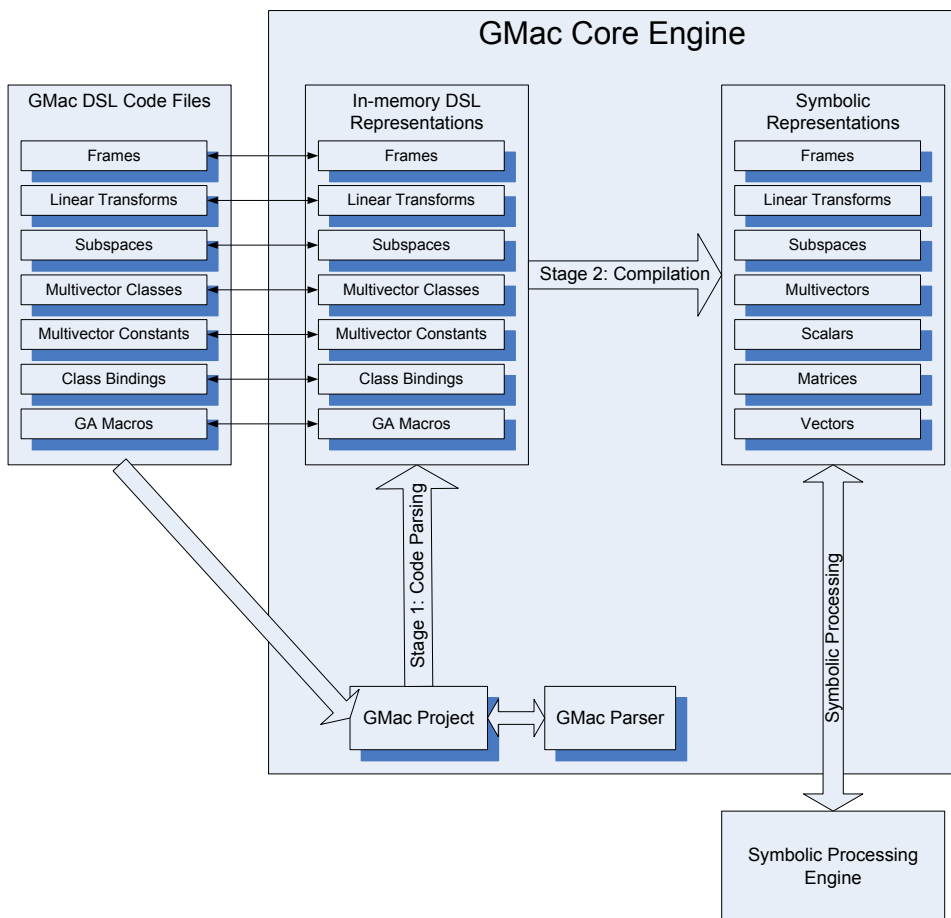 GMac Core Engine
GMac DSL Code Files
Frames
Linear Transforms
Subspaces
Multivector Classes
Multivector Constants
Class Bindings
GA Macros
In-memory DSL
Representations
Frames
Linear Transforms
Subspaces
Multivector Classes
Multivector Constants
Class Bindings
GA Macros
Stage 2: Compilation
Symbolic
Representations
Frames
Linear Transforms
Subspaces
Multivectors
Scalars
Matrices
Vectors
Stage 1: Code Parsing
Symbolic Processing
GMac Project
GMac Parser
Symbolic Processing
Engine